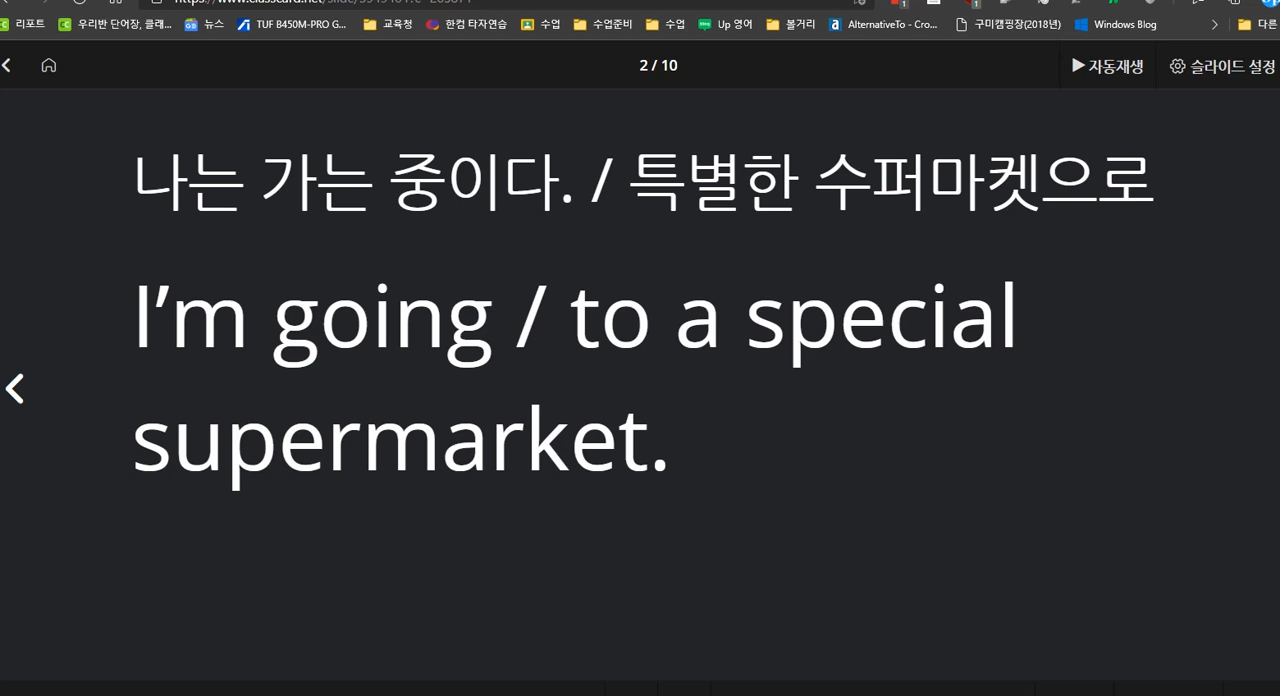 리포트 우리반 단어장, 클래... 뉴스 TUF B450M-PRO G... 교육청 한컴 타자연습 수업 수업준비 수업 Up 영어 볼거리 AlternativeTo - Cro... 구미캠핑장(2018년) Windows Blog 다른
2 / 10 자동재생 슬라이드 설정
나는 가는 중이다. / 특별한 수퍼마켓으로
I’m going / to a special
supermarket.